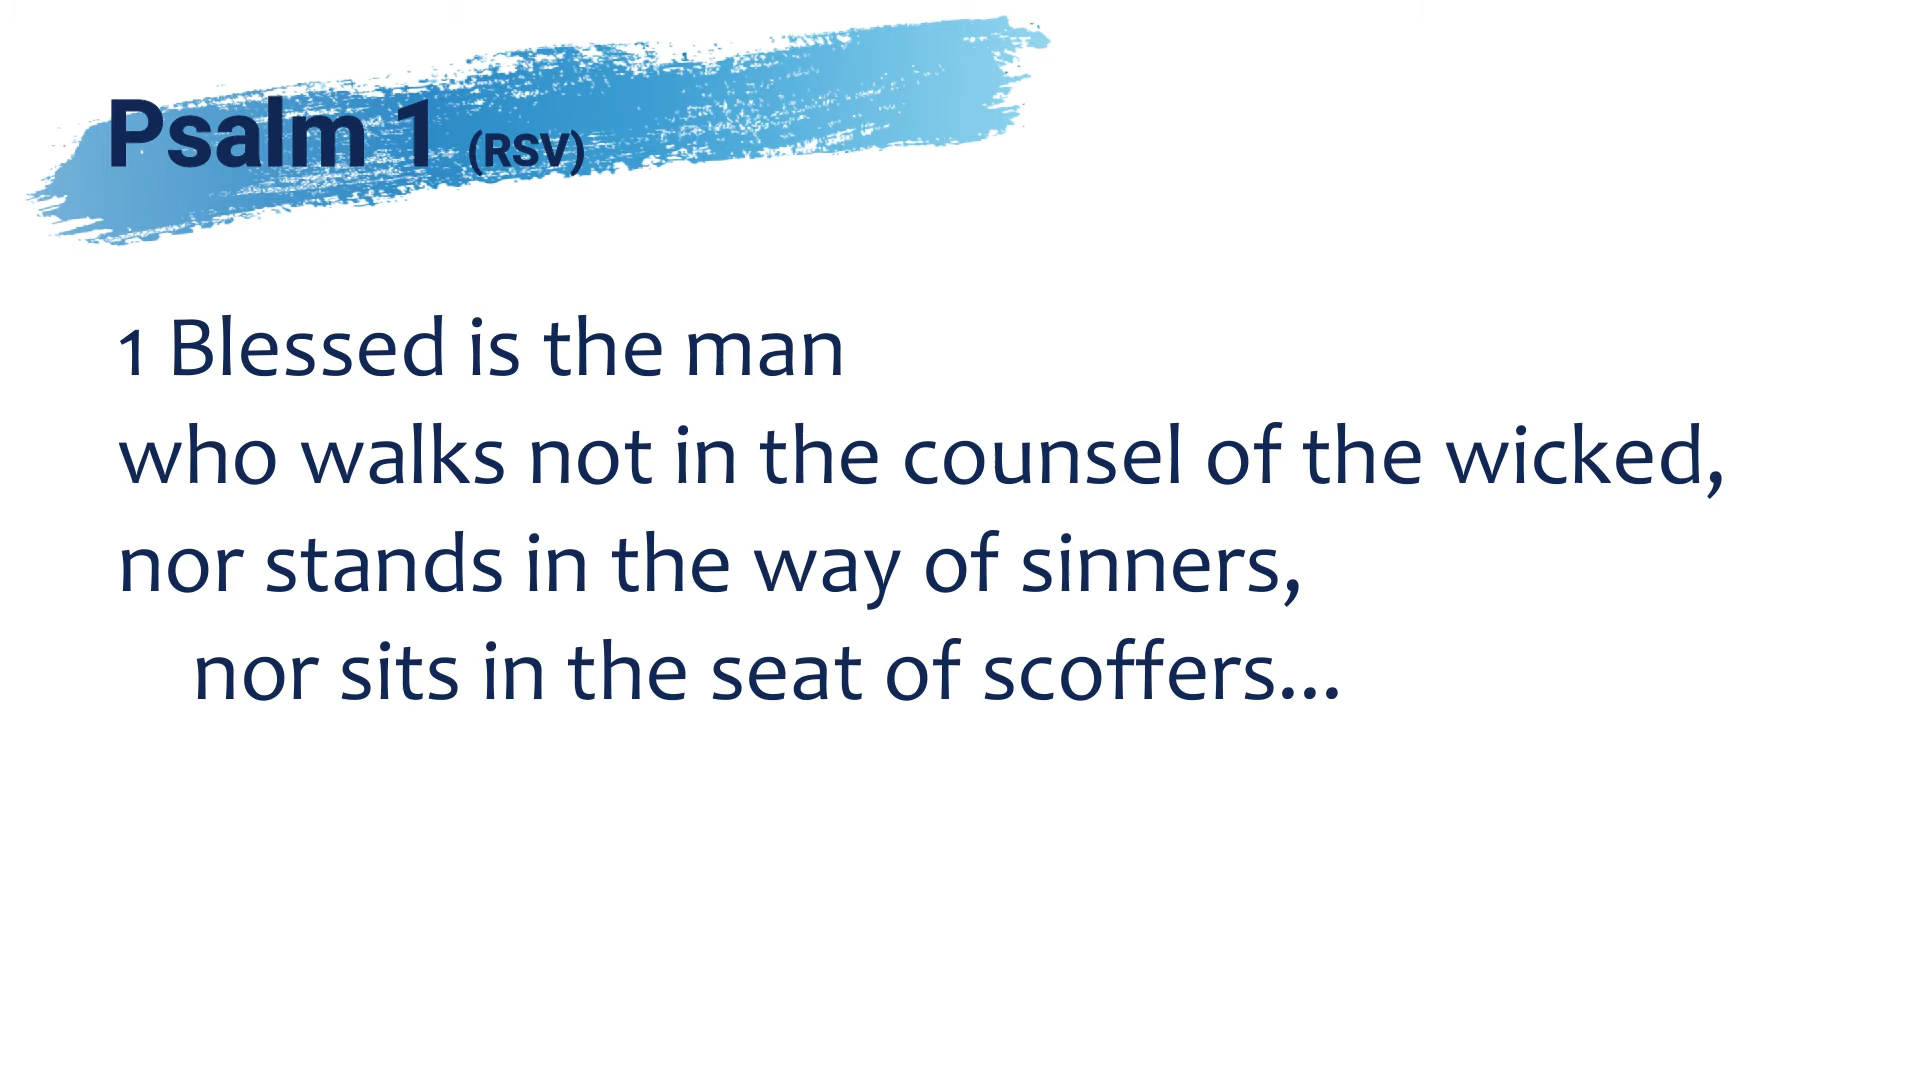 Psalm 1 (RSV)
1 Blessed is the man
who walks not in the counsel of the wicked,
nor stands in the way of sinners,
nor sits in the seat of scoffers...